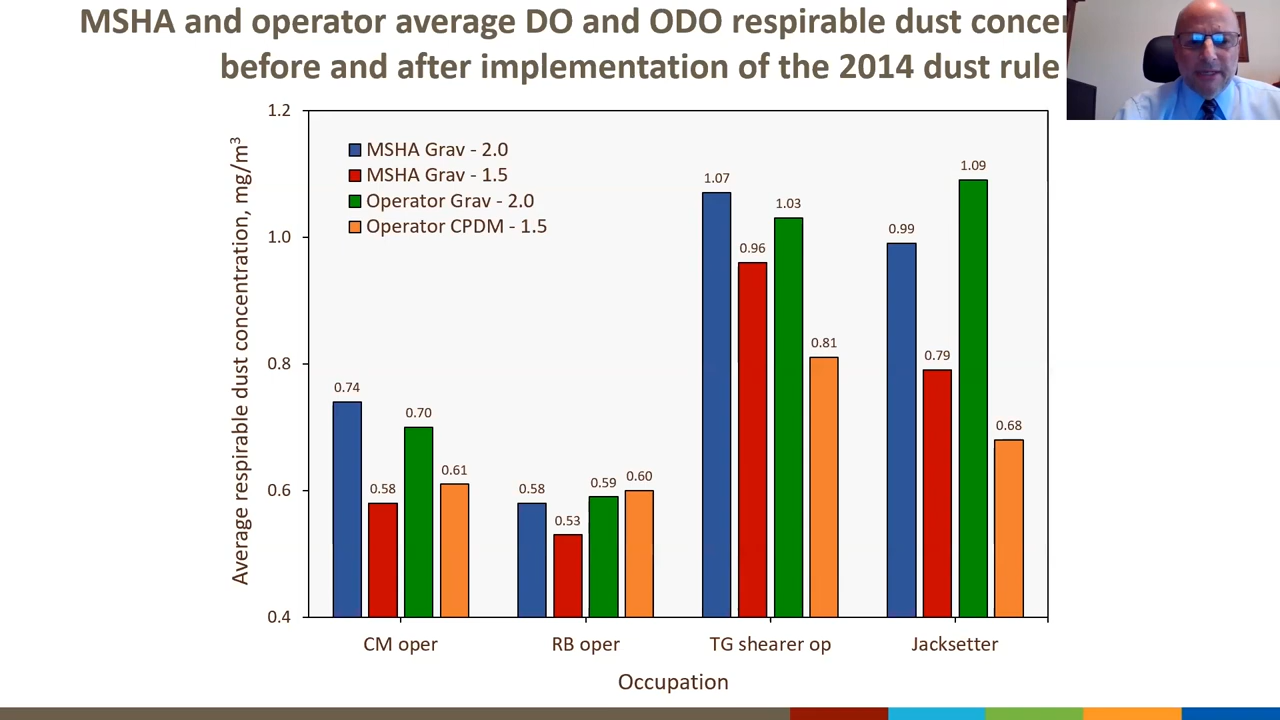 MSHA and operator average DO and ODO respirable dust
before and after implementation of the 2014 dust rule
1.2
1.0
0.8
0.6
0.4
Average respirable dust concentration, mg/m³
MSHA Grav - 2.0
MSHA Grav - 1.5
Operator Grav - 2.0
Operator CPDM - 1.5
0.74
0.58
0.70
0.61
0.58
0.53
0.59
0.60
1.07
0.96
1.03
0.81
0.99
0.79
1.09
0.68
CM oper
RB oper
TG shearer op
Jacksetter
Occupation